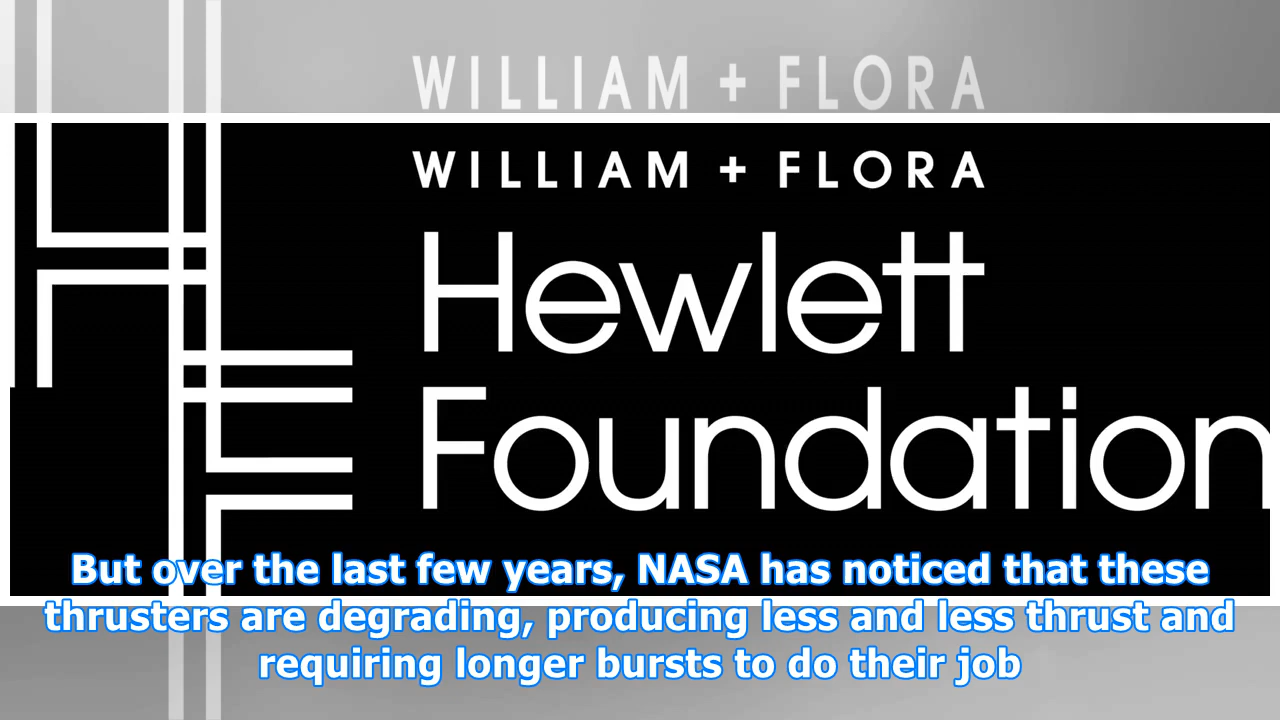 WILLIAM + FLORA
WILLIAM + FLORA
Hewlett
Foundation
But over the last few years, NASA has noticed that these
thrusters are degrading, producing less and less thrust and
requiring longer bursts to do their job